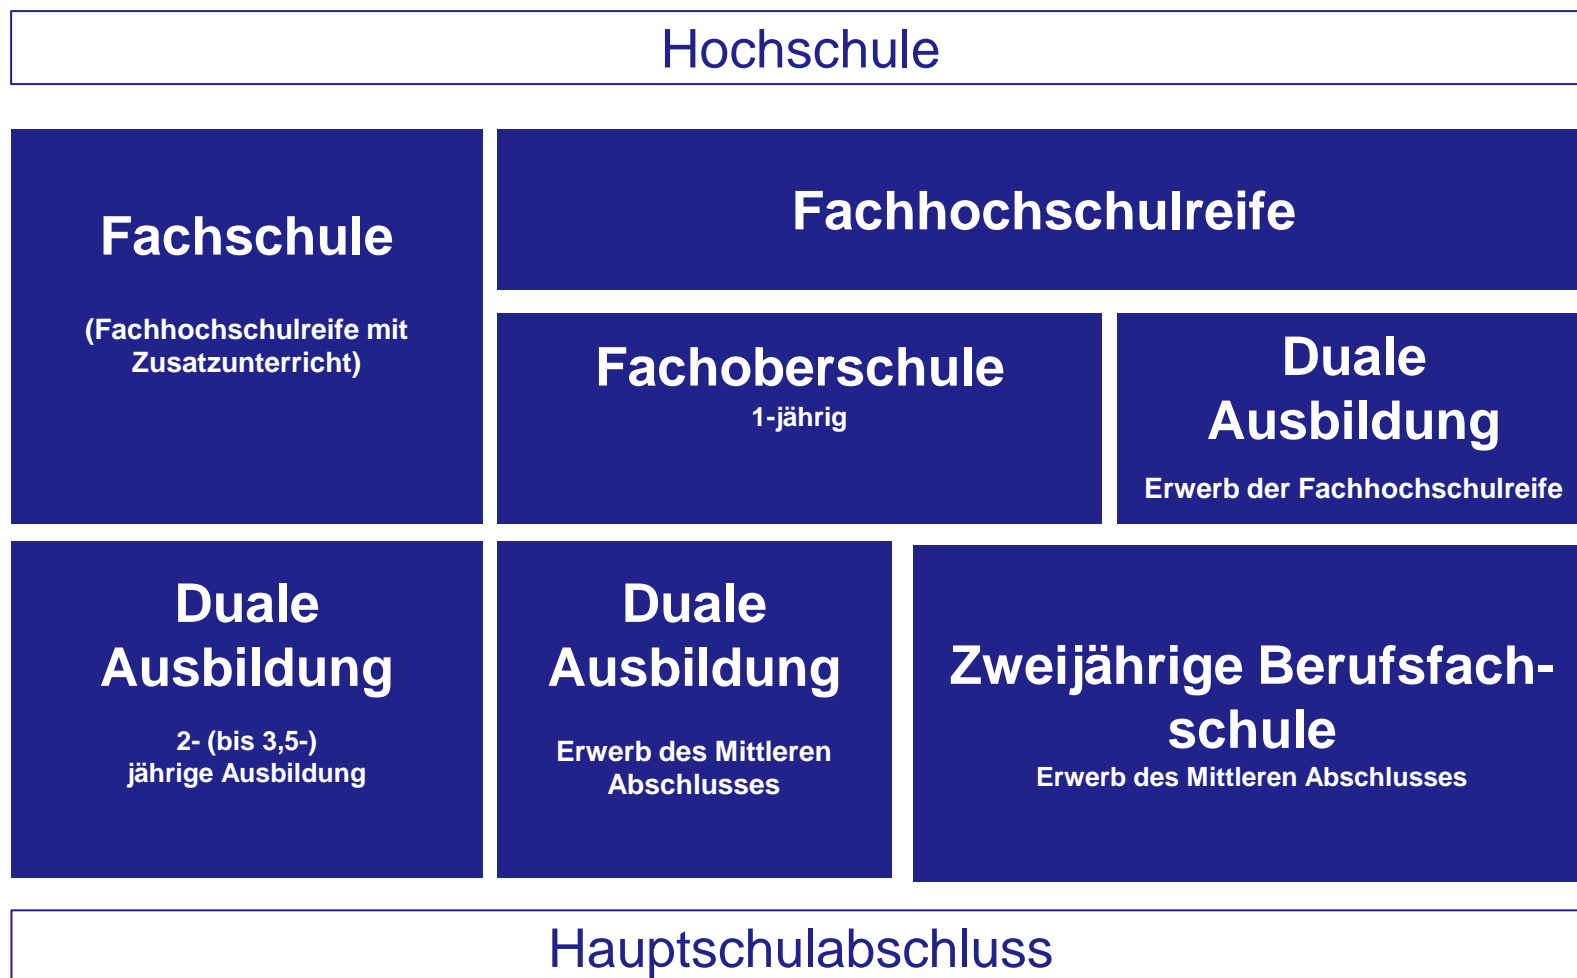 Hochschule
Fachschule
(Fachhochschulreife mit
Zusatzunterricht)
Fachhochschulreife
Fachoberschule
1-jährig
Duale
Ausbildung
Erwerb der Fachhochschulreife
Duale
Ausbildung
2- (bis 3,5-)
jährige Ausbildung
Duale
Ausbildung
Erwerb des Mittleren
Abschlusses
Zweijährige Berufsfach-
schule
Erwerb des Mittleren Abschlusses
Hauptschulabschluss